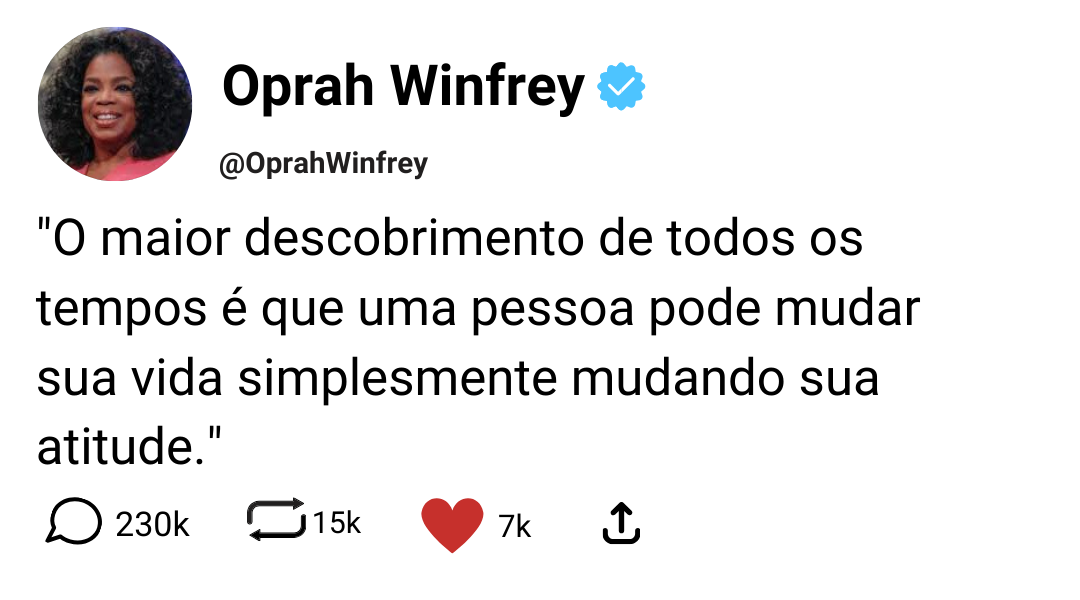 Oprah Winfrey
@OprahWinfrey
"O maior descobrimento de todos os
tempos é que uma pessoa pode mudar
sua vida simplesmente mudando sua
atitude."
230k 15k 7k